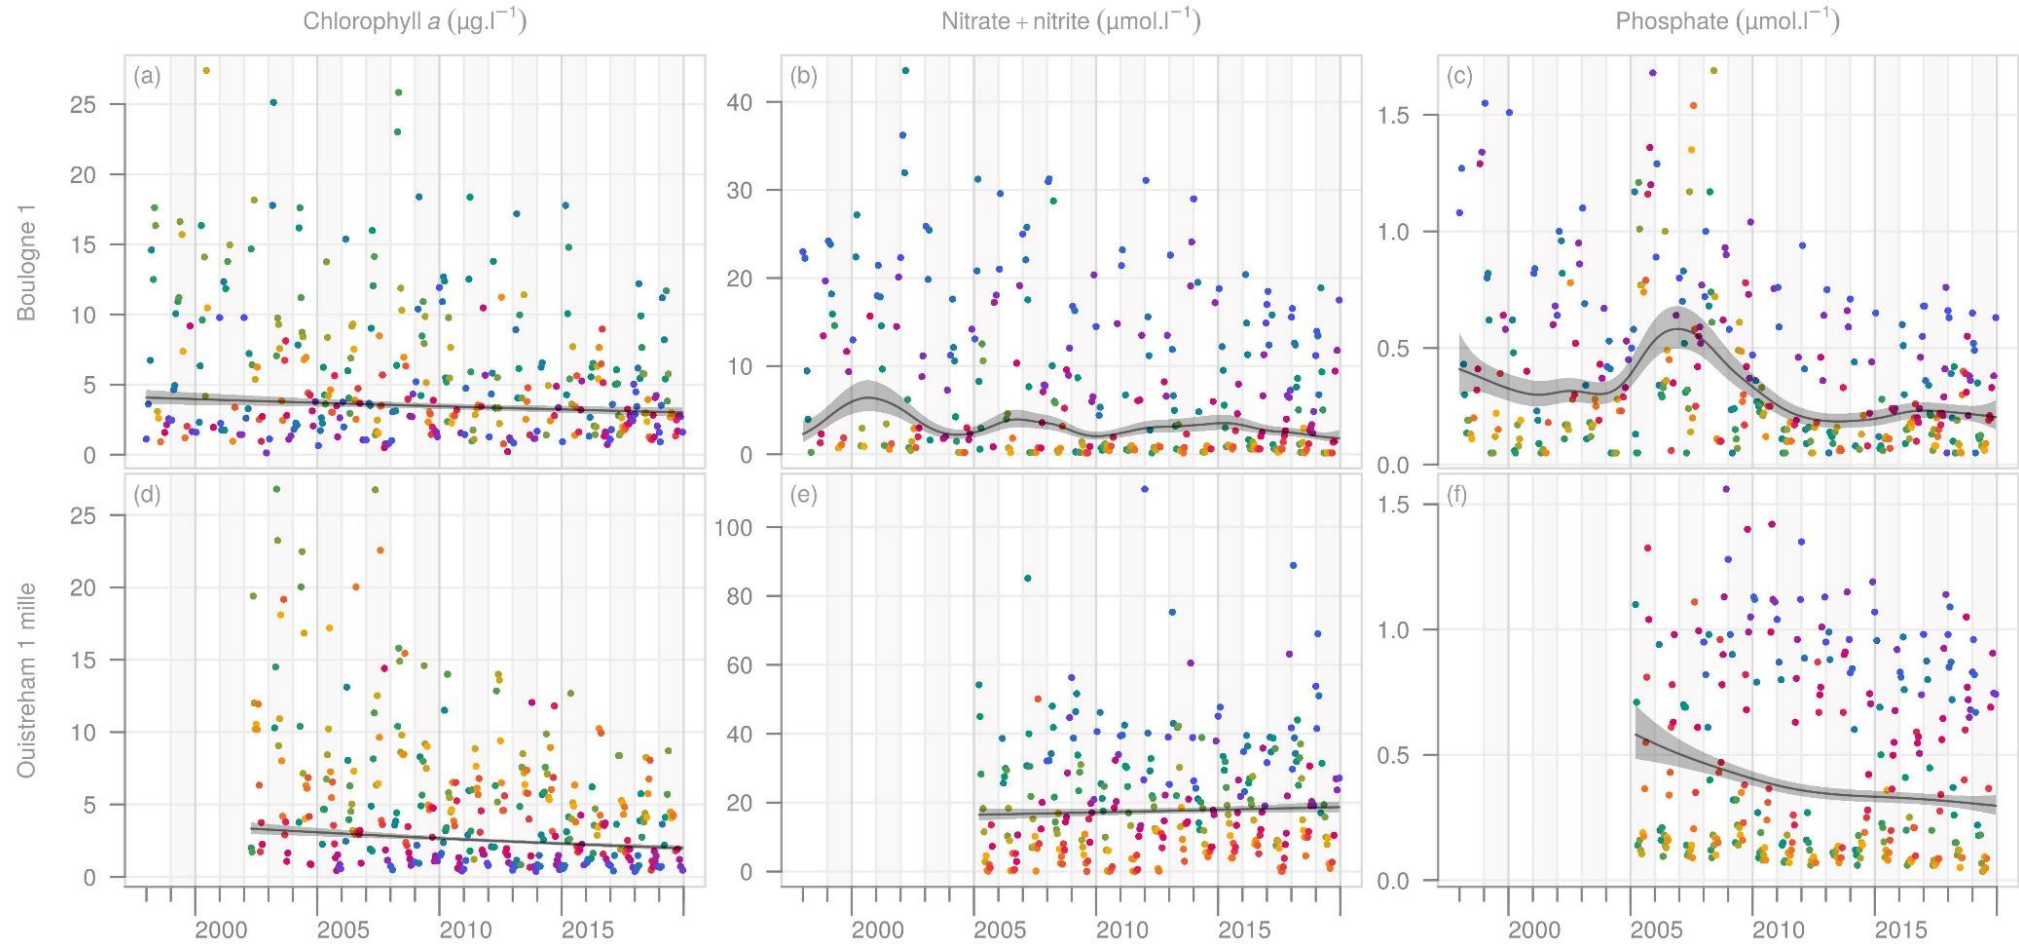 Chlorophyll a (µg.l⁻¹) Nitrate + nitrite (µmol.l⁻¹) Phosphate (µmol.l⁻¹)
Boulogne 1
(a)
25
20
15
10
5
0
(b)
40
30
20
10
0
(c)
1.5
1.0
0.5
0.0
Ouistreham 1 mille
(d)
25
20
15
10
5
0
(e)
100
80
60
40
20
0
(f)
1.5
1.0
0.5
0.0
2000 2005 2010 2015
2000 2005 2010 2015
2000 2005 2010 2015